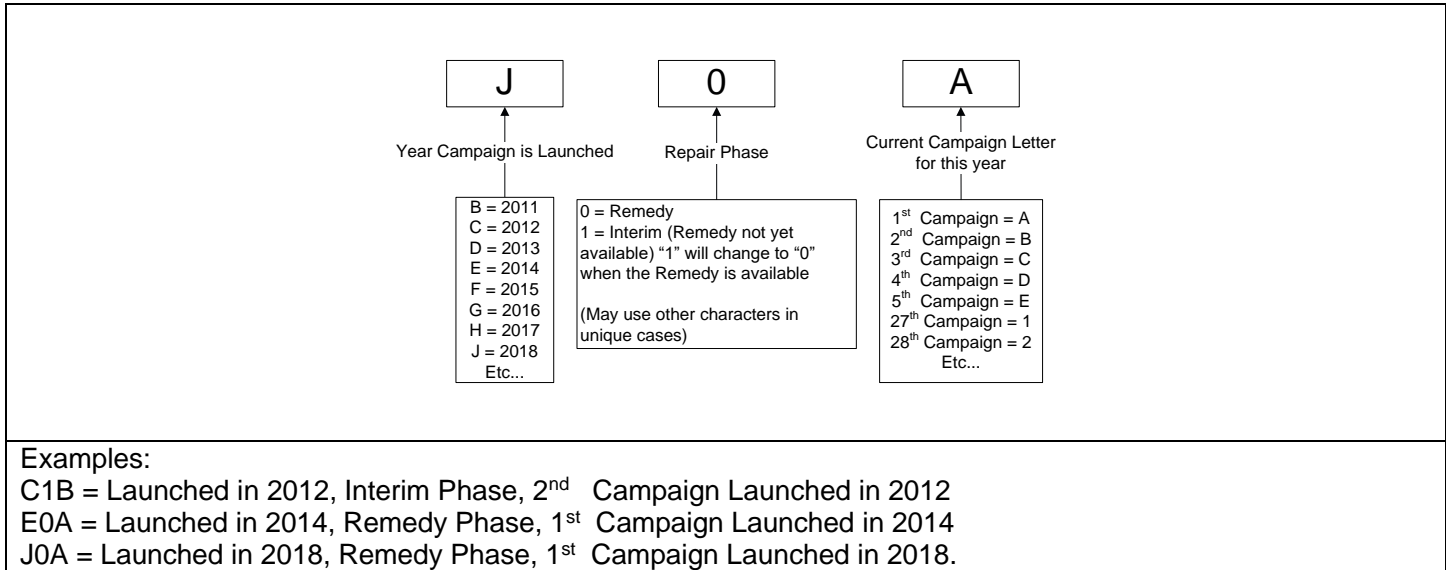 J
0
A
Year Campaign is Launched
Repair Phase
Current Campaign Letter
for this year
B = 2011
C = 2012
D = 2013
E = 2014
F = 2015
G = 2016
H = 2017
J = 2018
Etc...
0 = Remedy
1 = Interim (Remedy not yet
available) “1” will change to “0”
when the Remedy is available
(May use other characters in
unique cases)
1st Campaign = A
2nd Campaign = B
3rd Campaign = C
4th Campaign = D
5th Campaign = E
27th Campaign = 1
28th Campaign = 2
Etc...
Examples:
C1B = Launched in 2012, Interim Phase, 2nd Campaign Launched in 2012
E0A = Launched in 2014, Remedy Phase, 1st Campaign Launched in 2014
J0A = Launched in 2018, Remedy Phase, 1st Campaign Launched in 2018.